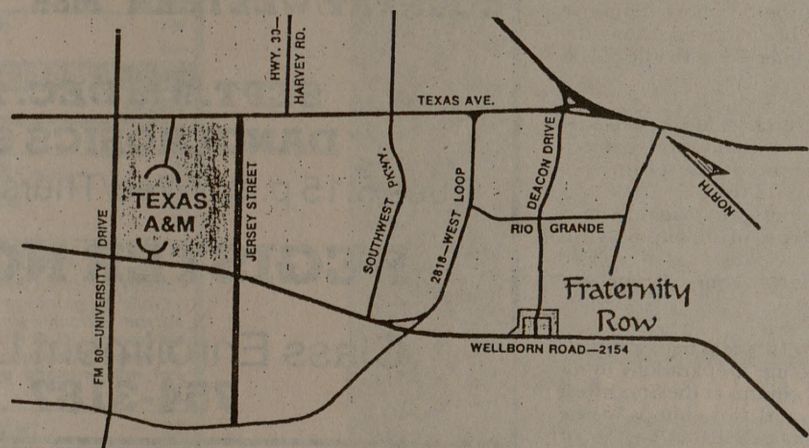 HWY. 30—
HARVEY RD.
TEXAS AVE.
TEXAS
A&M
JERSEY STREET
SOUTHWEST PKWY.
2818—WEST LOOP
DEACON DRIVE
RIO GRANDE
NORTH
FM 60—UNIVERSITY DRIVE
Fraternity
Row
WELLBORN ROAD—2154